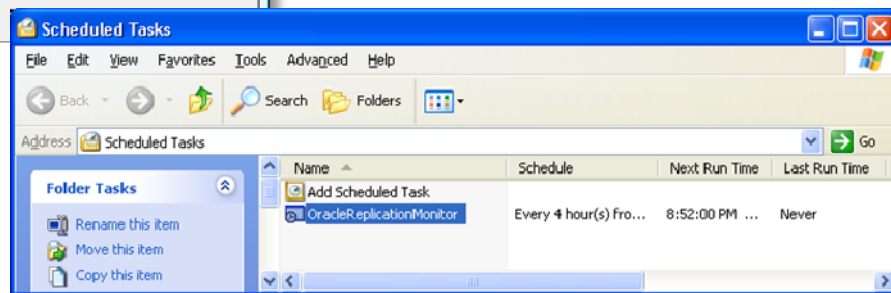 Scheduled Tasks
File Edit View Favorites Tools Advanced Help
Back Search Folders
Address Scheduled Tasks Go
Name Schedule Next Run Time Last Run Time
Folder Tasks
Add Scheduled Task
OracleReplicationMonitor Every 4 hour(s) fro... 8:52:00 PM ... Never
Rename this item
Move this item
Copy this item